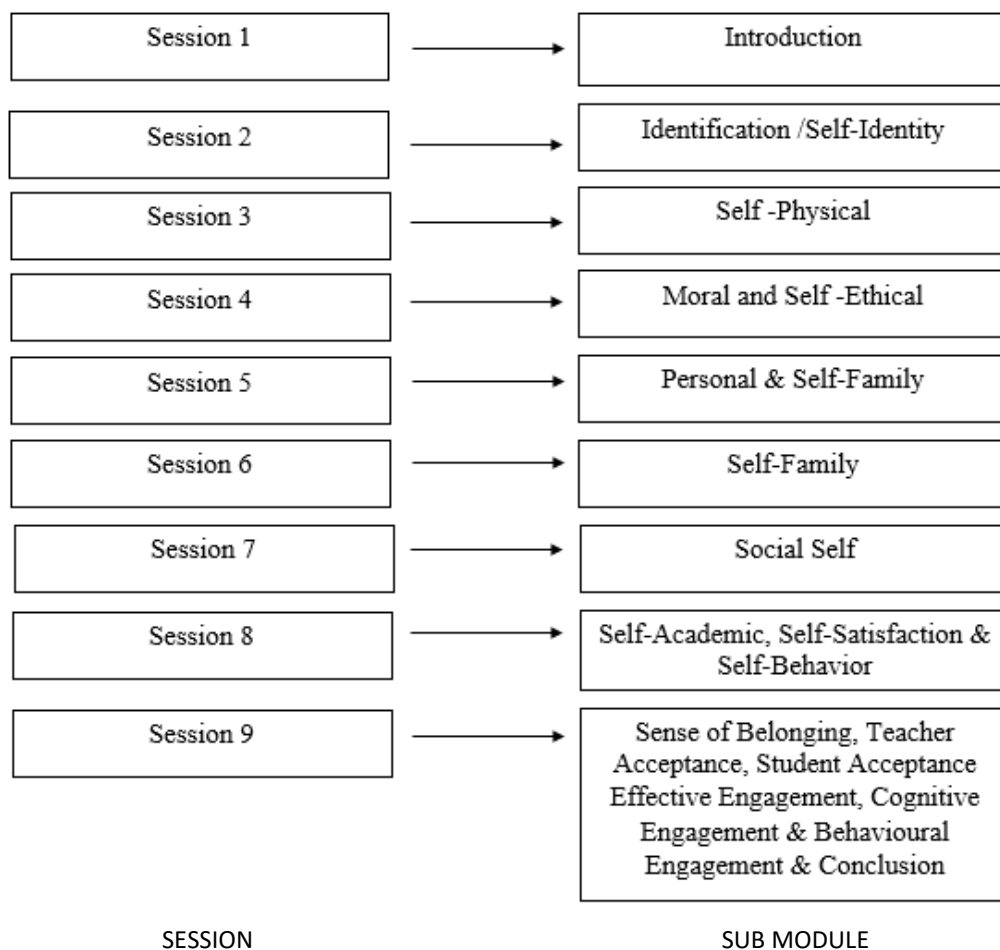 Session 1
Introduction
Session 2
Identification /Self-Identity
Session 3
Self -Physical
Session 4
Moral and Self -Ethical
Session 5
Personal & Self-Family
Session 6
Self-Family
Session 7
Social Self
Session 8
Self-Academic, Self-Satisfaction &
Self-Behavior
Session 9
Sense of Belonging, Teacher
Acceptance, Student Acceptance
Effective Engagement, Cognitive
Engagement & Behavioural
Engagement & Conclusion
SESSION
SUB MODULE